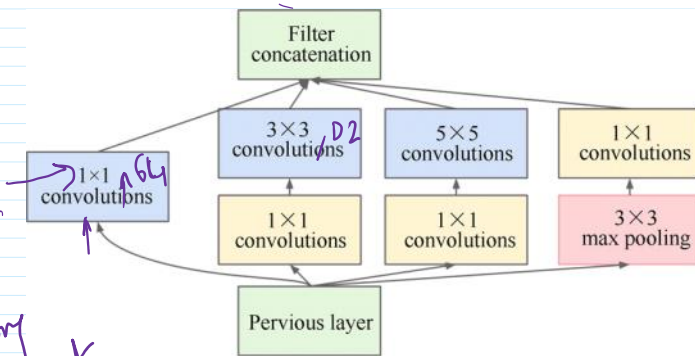 Filter
concatenation
3×3
convolutions
, D2
5×5
convolutions
1×1
convolutions
1×1
convolutions
64
1×1
convolutions
1×1
convolutions
3×3
max pooling
Pervious layer